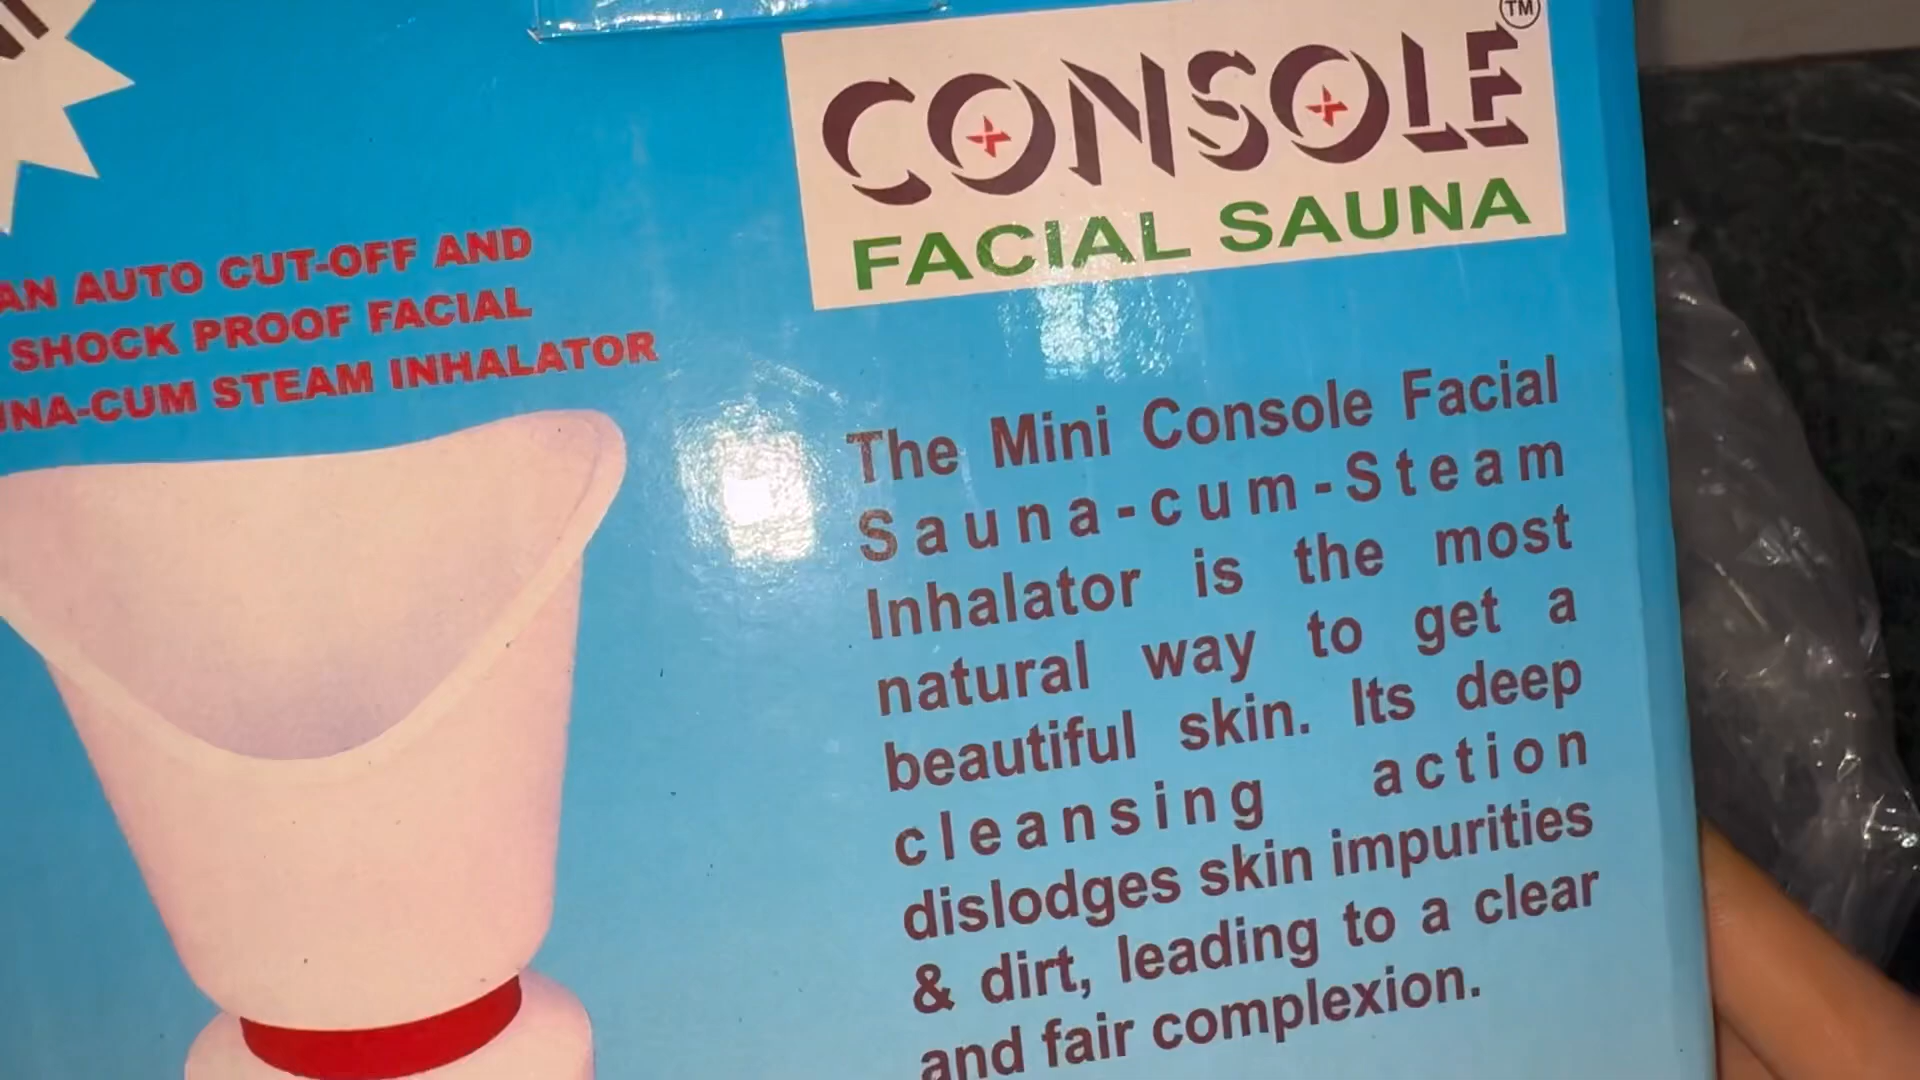 CONSOLE™
FACIAL SAUNA
AN AUTO CUT-OFF AND
SHOCK PROOF FACIAL
STEAM INHALATOR
The Mini Console Facial
Sauna-cum-Steam
Inhalator is the most
natural way to get a
beautiful skin. Its deep
cleansing action
dislodges skin impurities
& dirt, leading to a clear
and fair complexion.